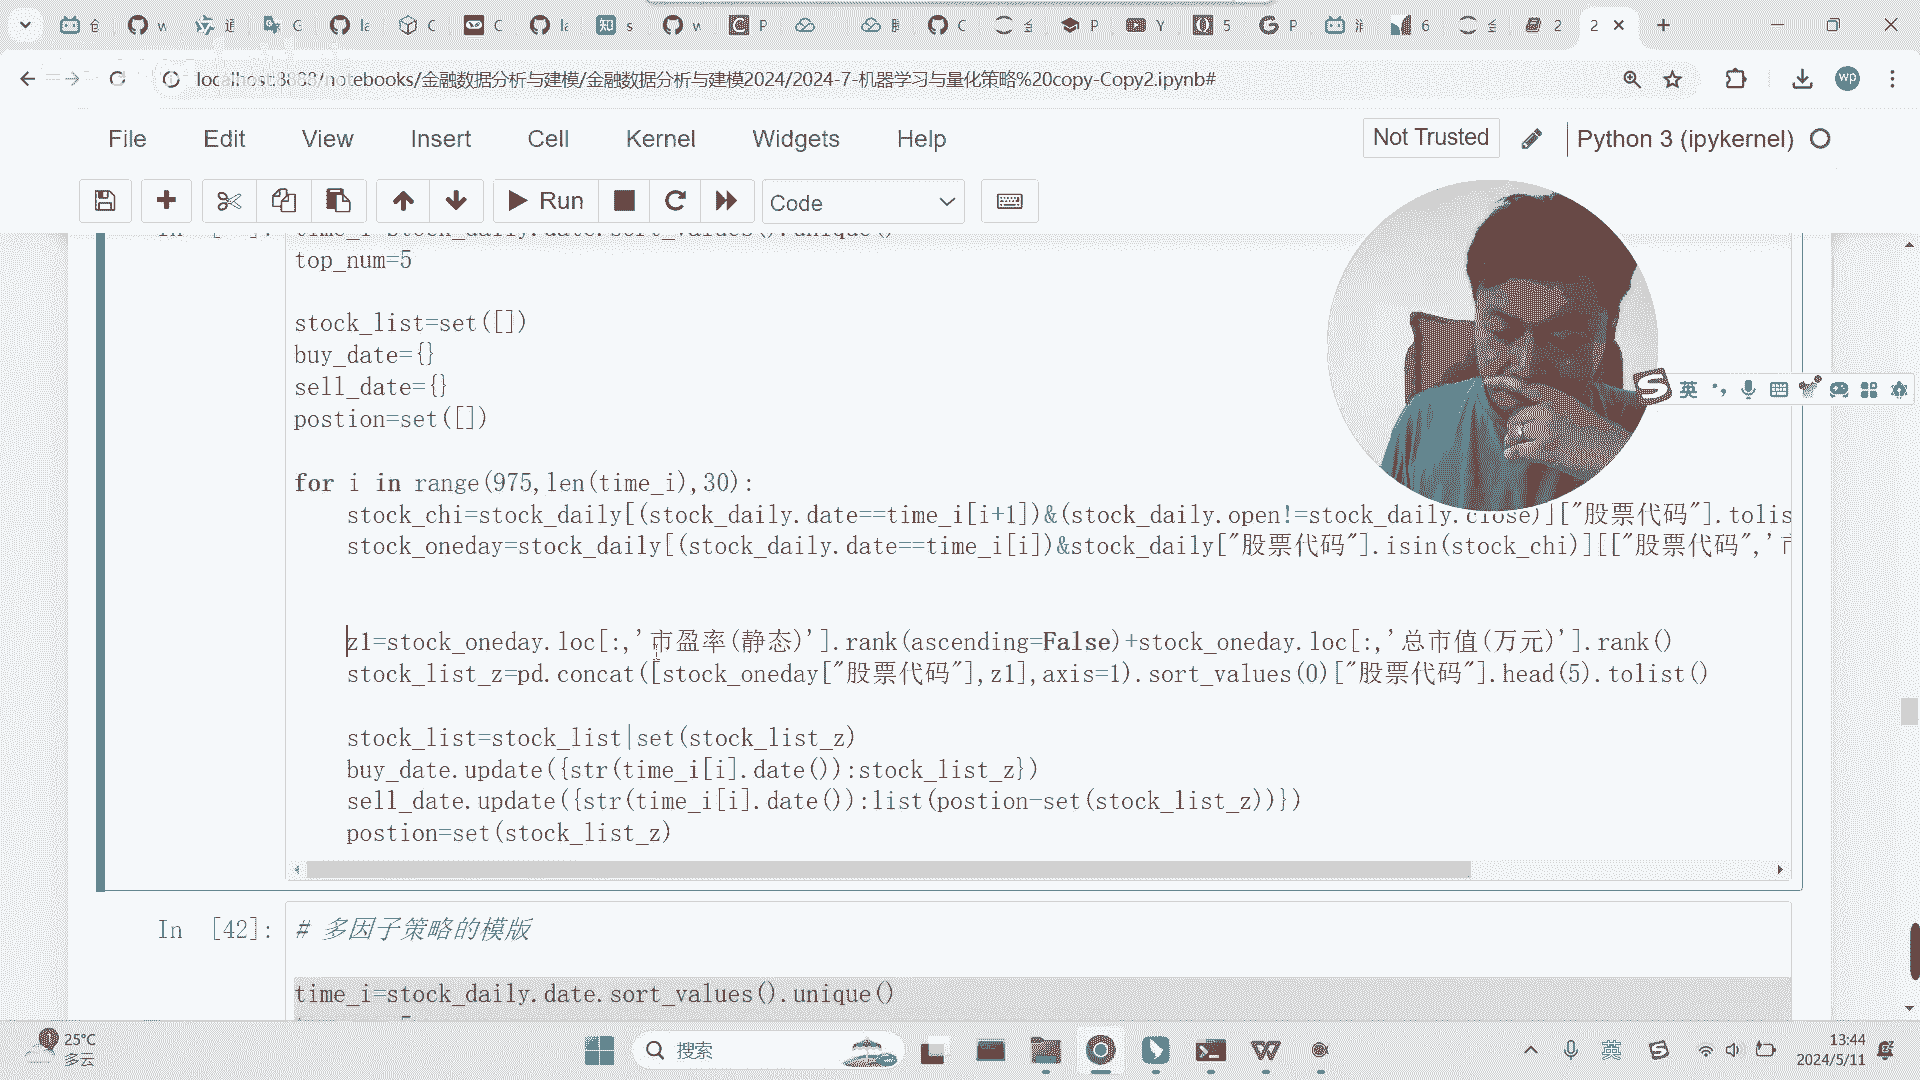 localhost:8888/notebooks/金融数据分析与建模/金融数据分析与建模2024/2024-7-机器学习与量化策略%20copy-Copy2.ipynb#
wp
File Edit View Insert Cell Kernel Widgets Help
Not Trusted
Python 3 (ipykernel)
Run
Code
time_i=stock_daily.date.sort_values().unique()
top_num=5
stock_list=set([])
buy_date={}
sell_date={}
postion=set([])
for i in range(975,len(time_i),30):
stock_chi=stock_daily[(stock_daily.date==time_i[i+1])&(stock_daily.open!=stock_daily.close)]["股票代码"].tolis
stock_oneday=stock_daily[(stock_daily.date==time_i[i])&stock_daily["股票代码"].isin(stock_chi)][["股票代码",'市
z1=stock_oneday.loc[:,'市盈率(静态)'].rank(ascending=False)+stock_oneday.loc[:,'总市值(万元)'].rank()
stock_list_z=pd.concat([stock_oneday["股票代码"],z1],axis=1).sort_values(0)["股票代码"].head(5).tolist()
stock_list=stock_list|set(stock_list_z)
buy_date.update({str(time_i[i].date()):stock_list_z})
sell_date.update({str(time_i[i].date()):list(postion-set(stock_list_z))})
postion=set(stock_list_z)
In [42]:
# 多因子策略的模版
time_i=stock_daily.date.sort_values().unique()
英
25°C
多云
搜索
英
13:44
2024/5/11